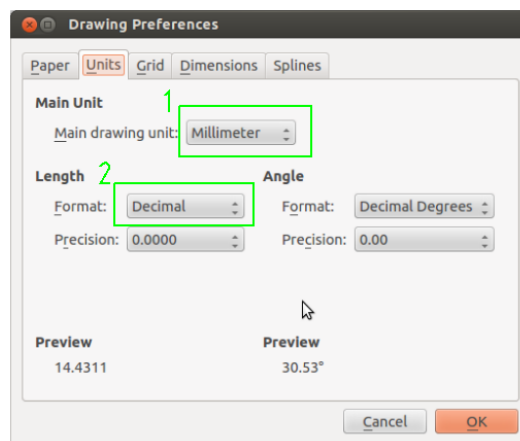 Drawing Preferences
Paper Units Grid Dimensions Splines
1
Main Unit
Main drawing unit: Millimeter
2
Length Angle
Format: Decimal Format: Decimal Degrees
Precision: 0.0000 Precision: 0.00
Preview Preview
14.4311 30.53°
Cancel OK